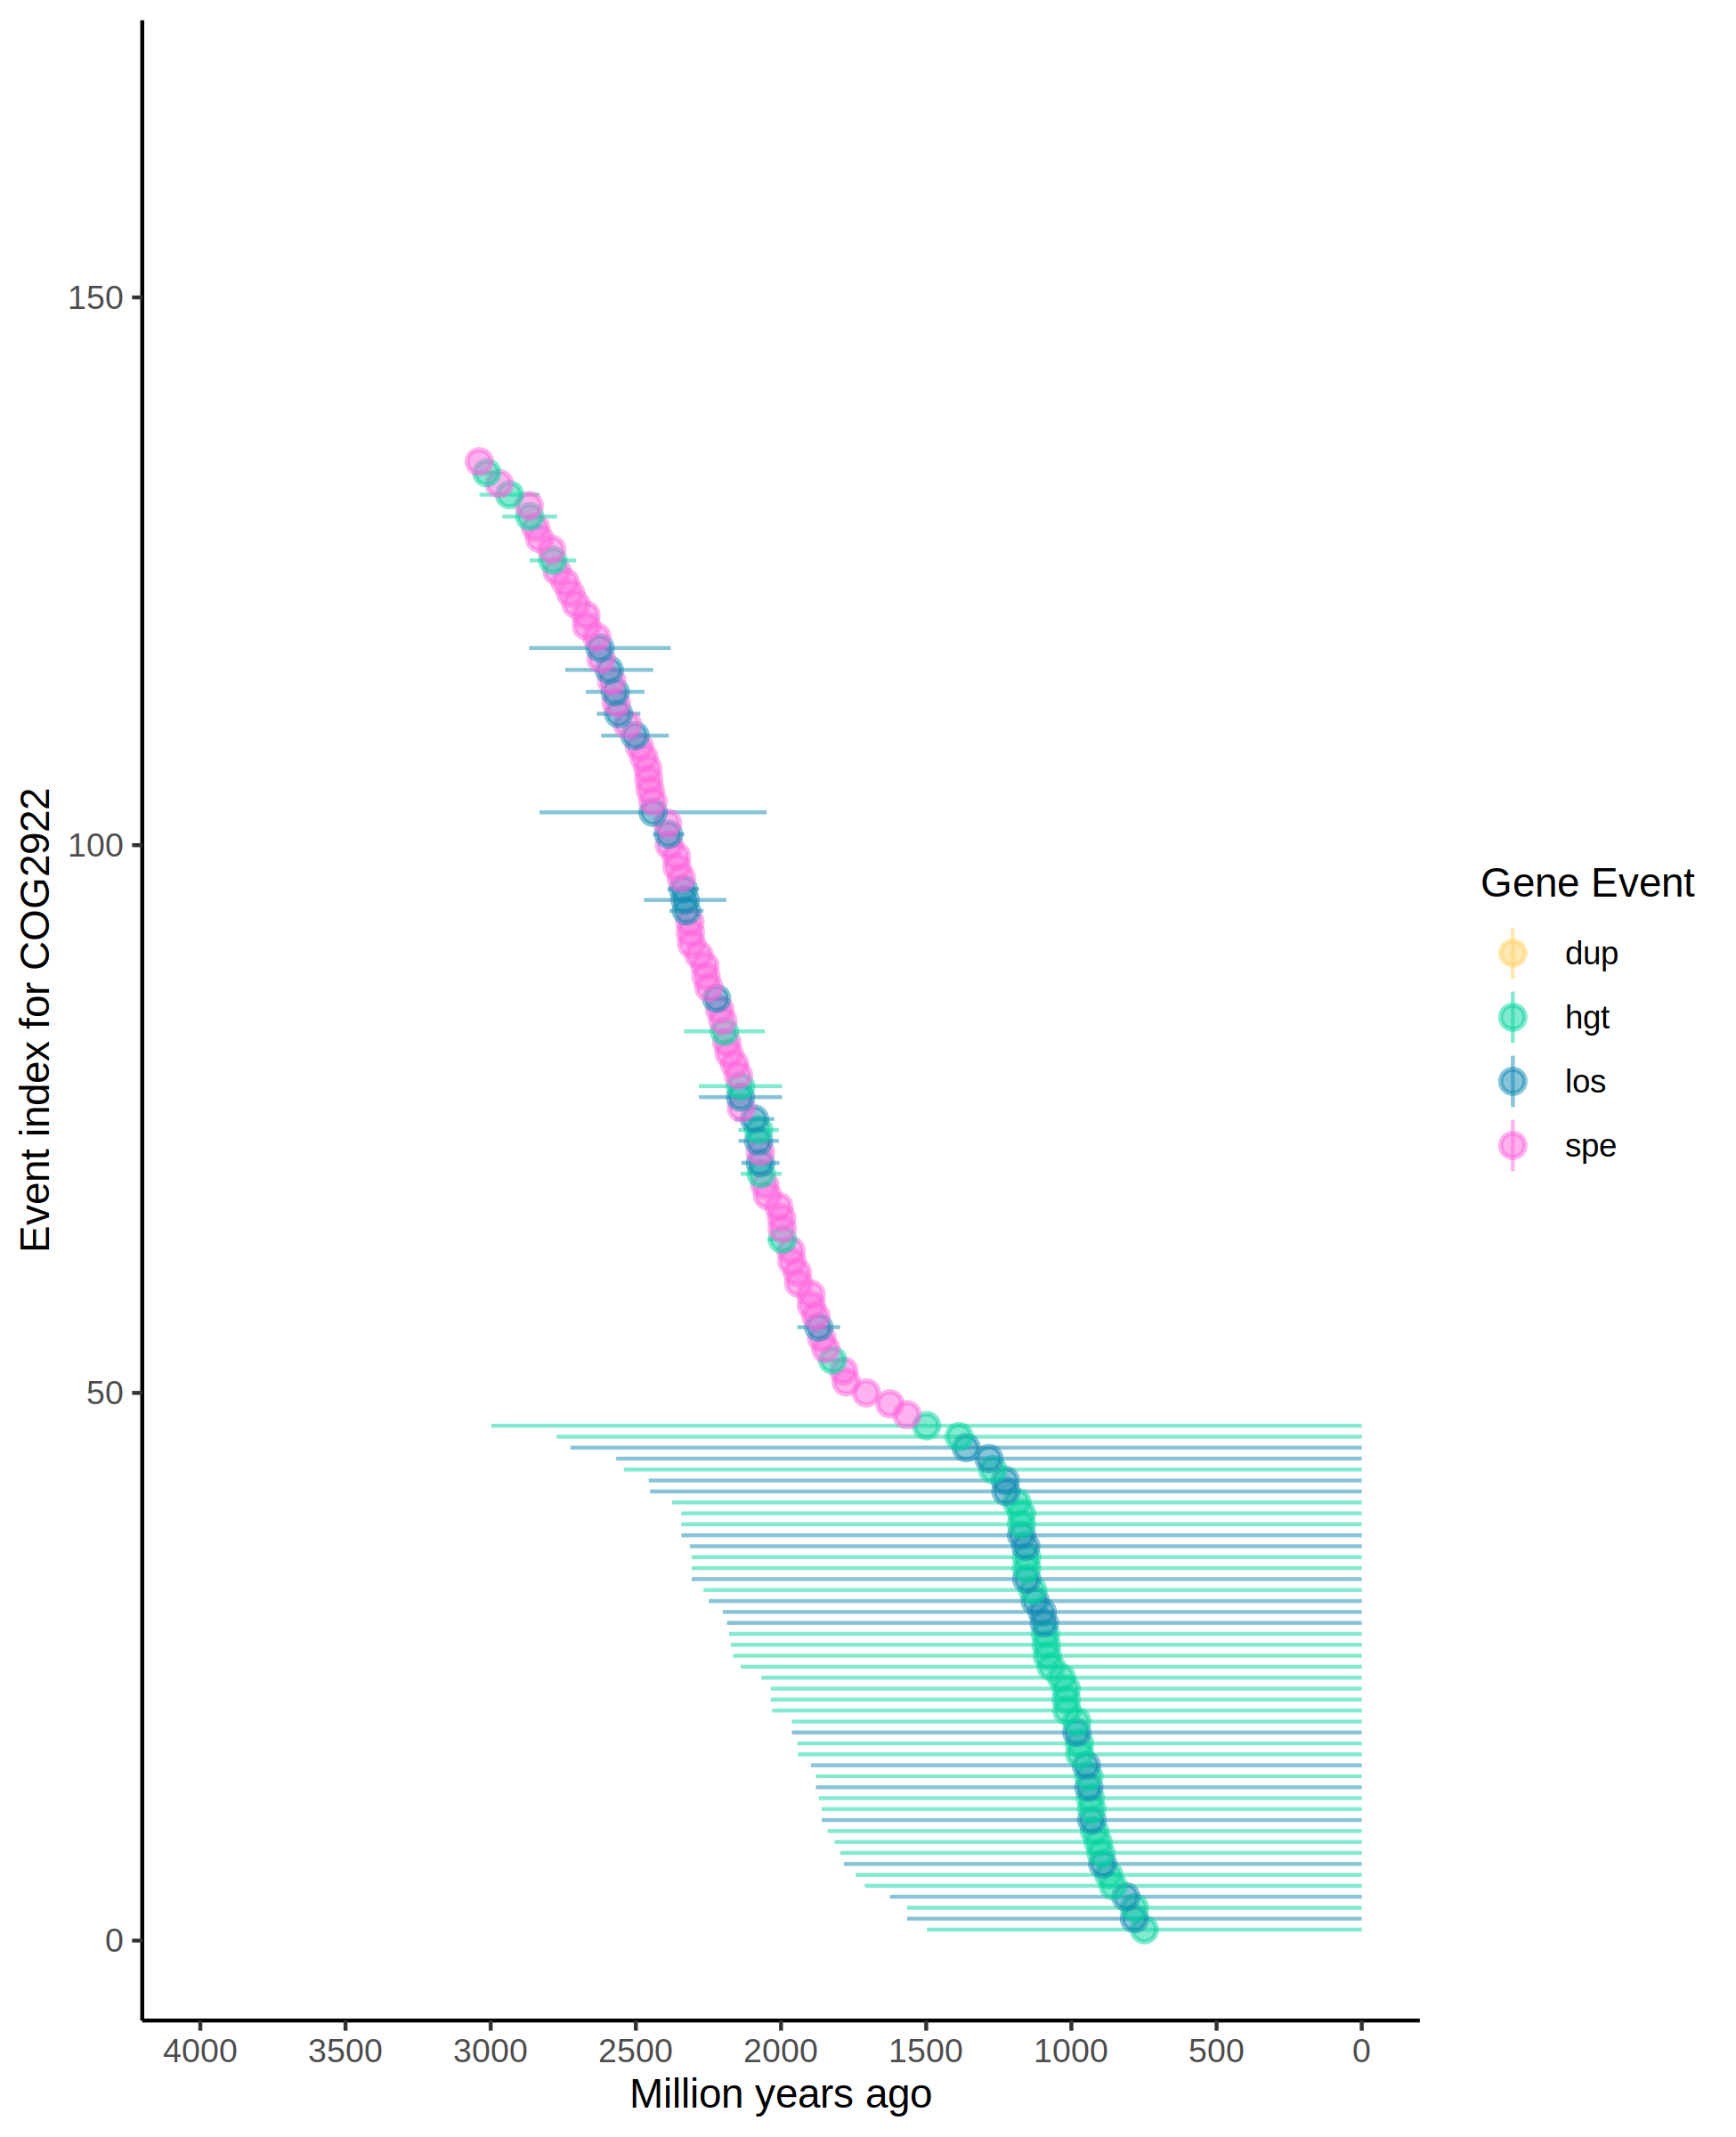 Event index for COG2922
150
100
50
0
4000 3500 3000 2500 2000 1500 1000 500 0
Million years ago
Gene Event
dup
hgt
los
spe